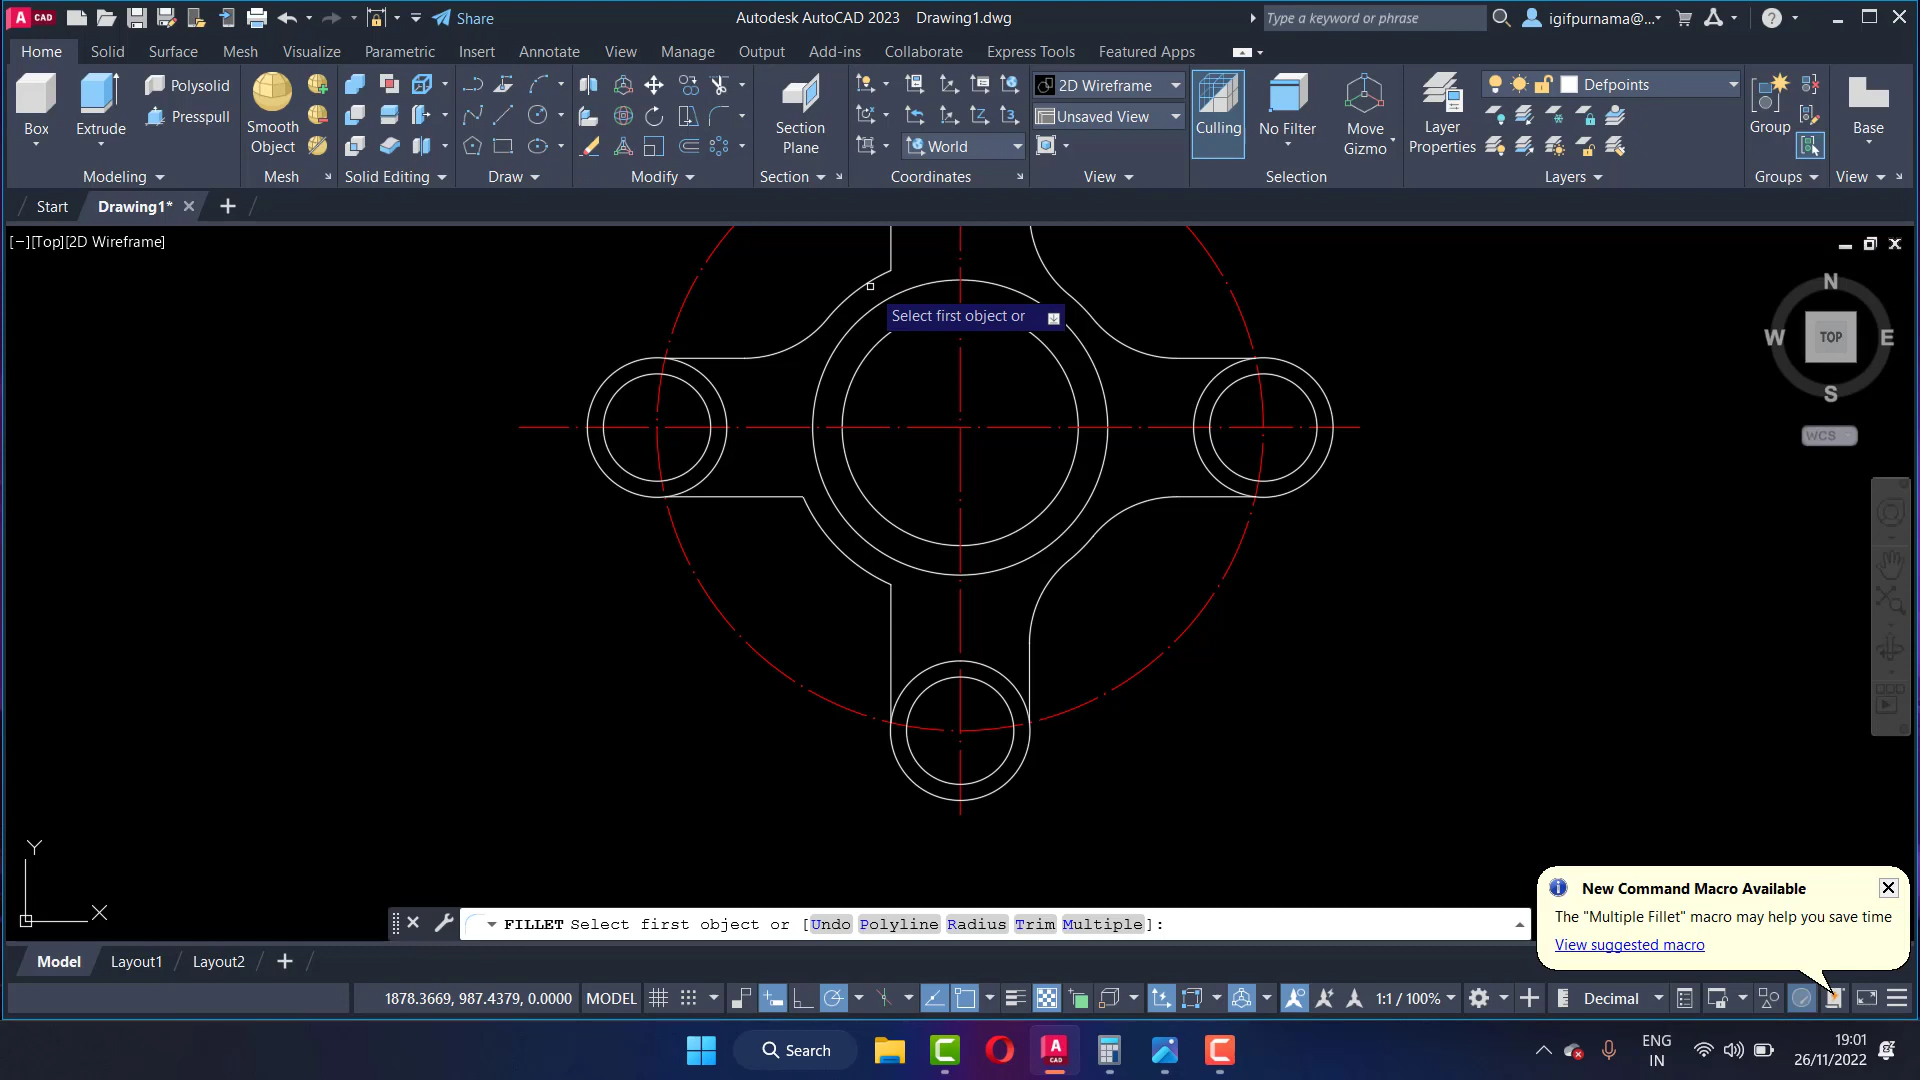 A CAD
Share
Autodesk AutoCAD 2023 Drawing1.dwg
Type a keyword or phrase
igifpurnama@...
Home Solid Surface Mesh Visualize Parametric Insert Annotate View Manage Output Add-ins Collaborate Express Tools Featured Apps
Box
Extrude
Polysolid
Presspull
Smooth Object
Section Plane
World
2D Wireframe
Unsaved View
Culling
No Filter
Move Gizmo
Layer Properties
Defpoints
Group
Base
Modeling Mesh Solid Editing Draw Modify Section Coordinates View Selection Layers Groups View
Start Drawing1*
[−][Top][2D Wireframe]
N
W TOP E
S
WCS
Select first object or
Y
X
FILLET Select first object or [Undo Polyline Radius Trim Multiple]:
New Command Macro Available
The "Multiple Fillet" macro may help you save time
View suggested macro
Model Layout1 Layout2
1878.3669, 987.4379, 0.0000 MODEL 1:1 / 100% Decimal
Search
A CAD
ENG
IN
19:01
26/11/2022